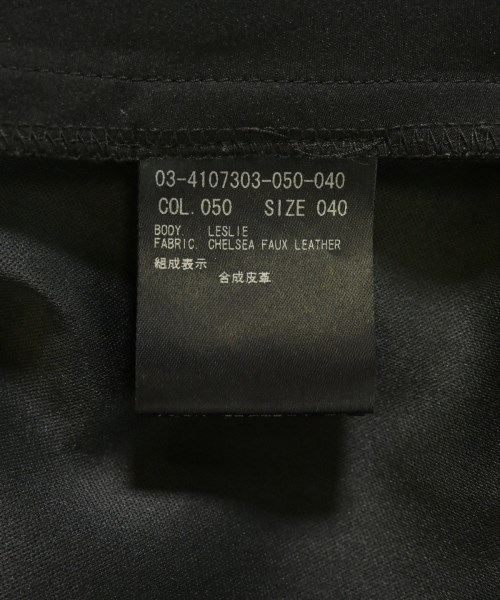 03-4107303-050-040
COL. 050 SIZE 040
BODY. LESLIE
FABRIC. CHELSEA FAUX LEATHER
組成表示
合成皮革